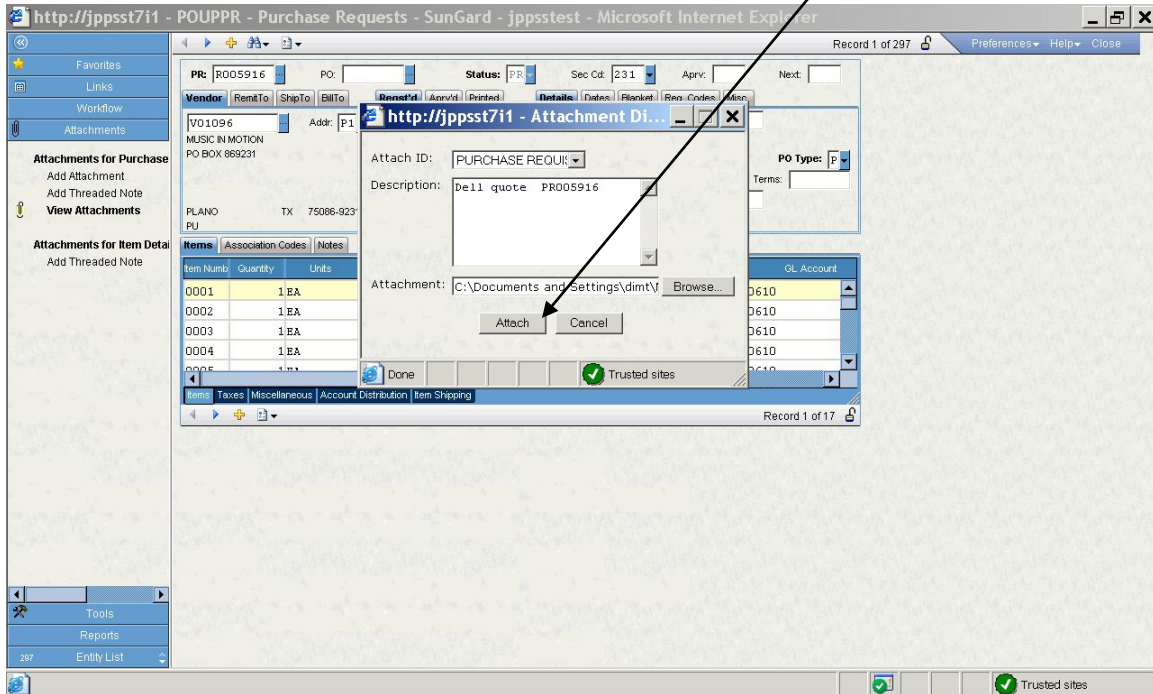 http://jppsst7i1 - POUPPR - Purchase Requests - SunGard - jppsstest - Microsoft Internet Explorer
Record 1 of 297
Preferences Help Close
Favorites
Links
Workflow
Attachments
Attachments for Purchase
Add Attachment
Add Threaded Note
View Attachments
Attachments for Item Detai
Add Threaded Note
PR: R005916 PO: Status: PR Sec Cd: 231 Aprv: Next:
Vendor RemitTo ShipTo BillTo Reqst'd Aprv'd Printed Details Dates Blanket Req. Codes Misc
V01096 Addr: P1
MUSIC IN MOTION
PO BOX 869231
PO Type: P
Terms:
PLANO TX 75086-923
PU
http://jppsst7i1 - Attachment Di...
Attach ID: PURCHASE REQUIS
Description: Dell quote PR005916
Attachment: C:\Documents and Settings\dimt\ Browse...
Attach Cancel
Done Trusted sites
Items Association Codes Notes
Item Numb Quantity Units GL Account
0001 1 EA 0610
0002 1 EA 0610
0003 1 EA 0610
0004 1 EA 0610
Items Taxes Miscellaneous Account Distribution Item Shipping
Record 1 of 17
Tools
Reports
297 Entity List
Trusted sites